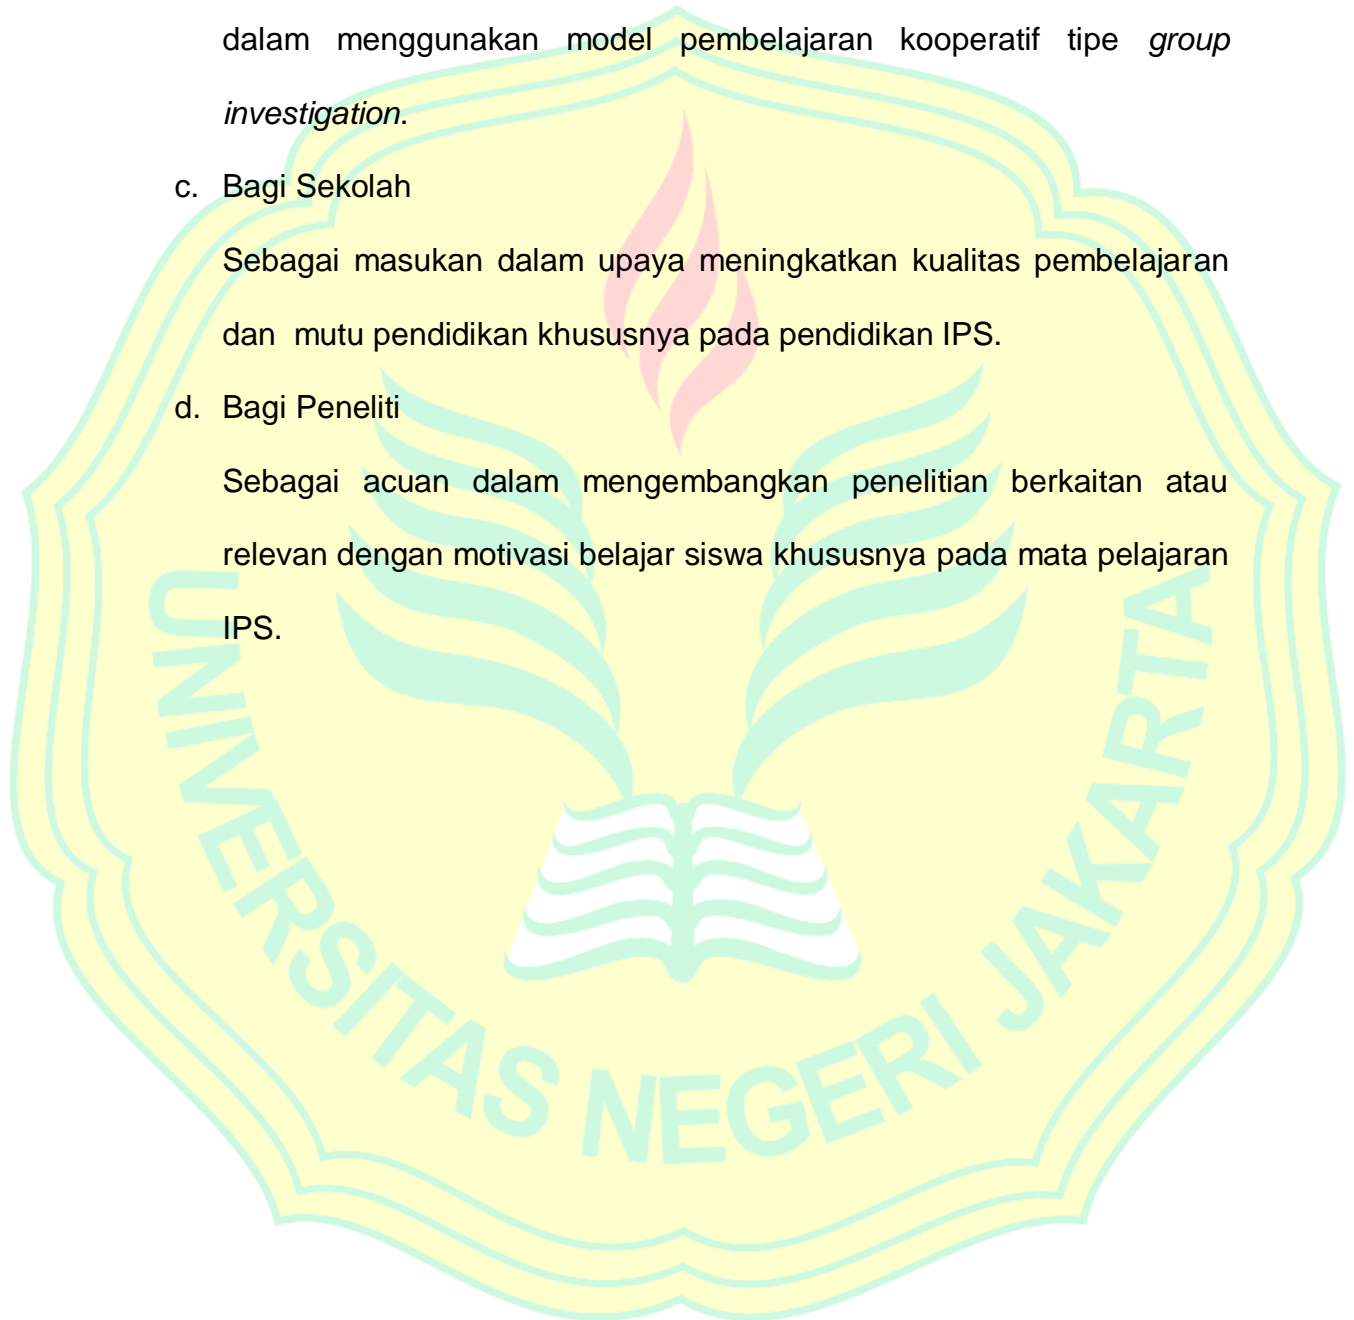 dalam menggunakan model pembelajaran kooperatif tipe group
investigation.
c. Bagi Sekolah
Sebagai masukan dalam upaya meningkatkan kualitas pembelajaran
dan mutu pendidikan khususnya pada pendidikan IPS.
d. Bagi Peneliti
Sebagai acuan dalam mengembangkan penelitian berkaitan atau
relevan dengan motivasi belajar siswa khususnya pada mata pelajaran
IPS.
UNIVERSITAS NEGERI JAKARTA